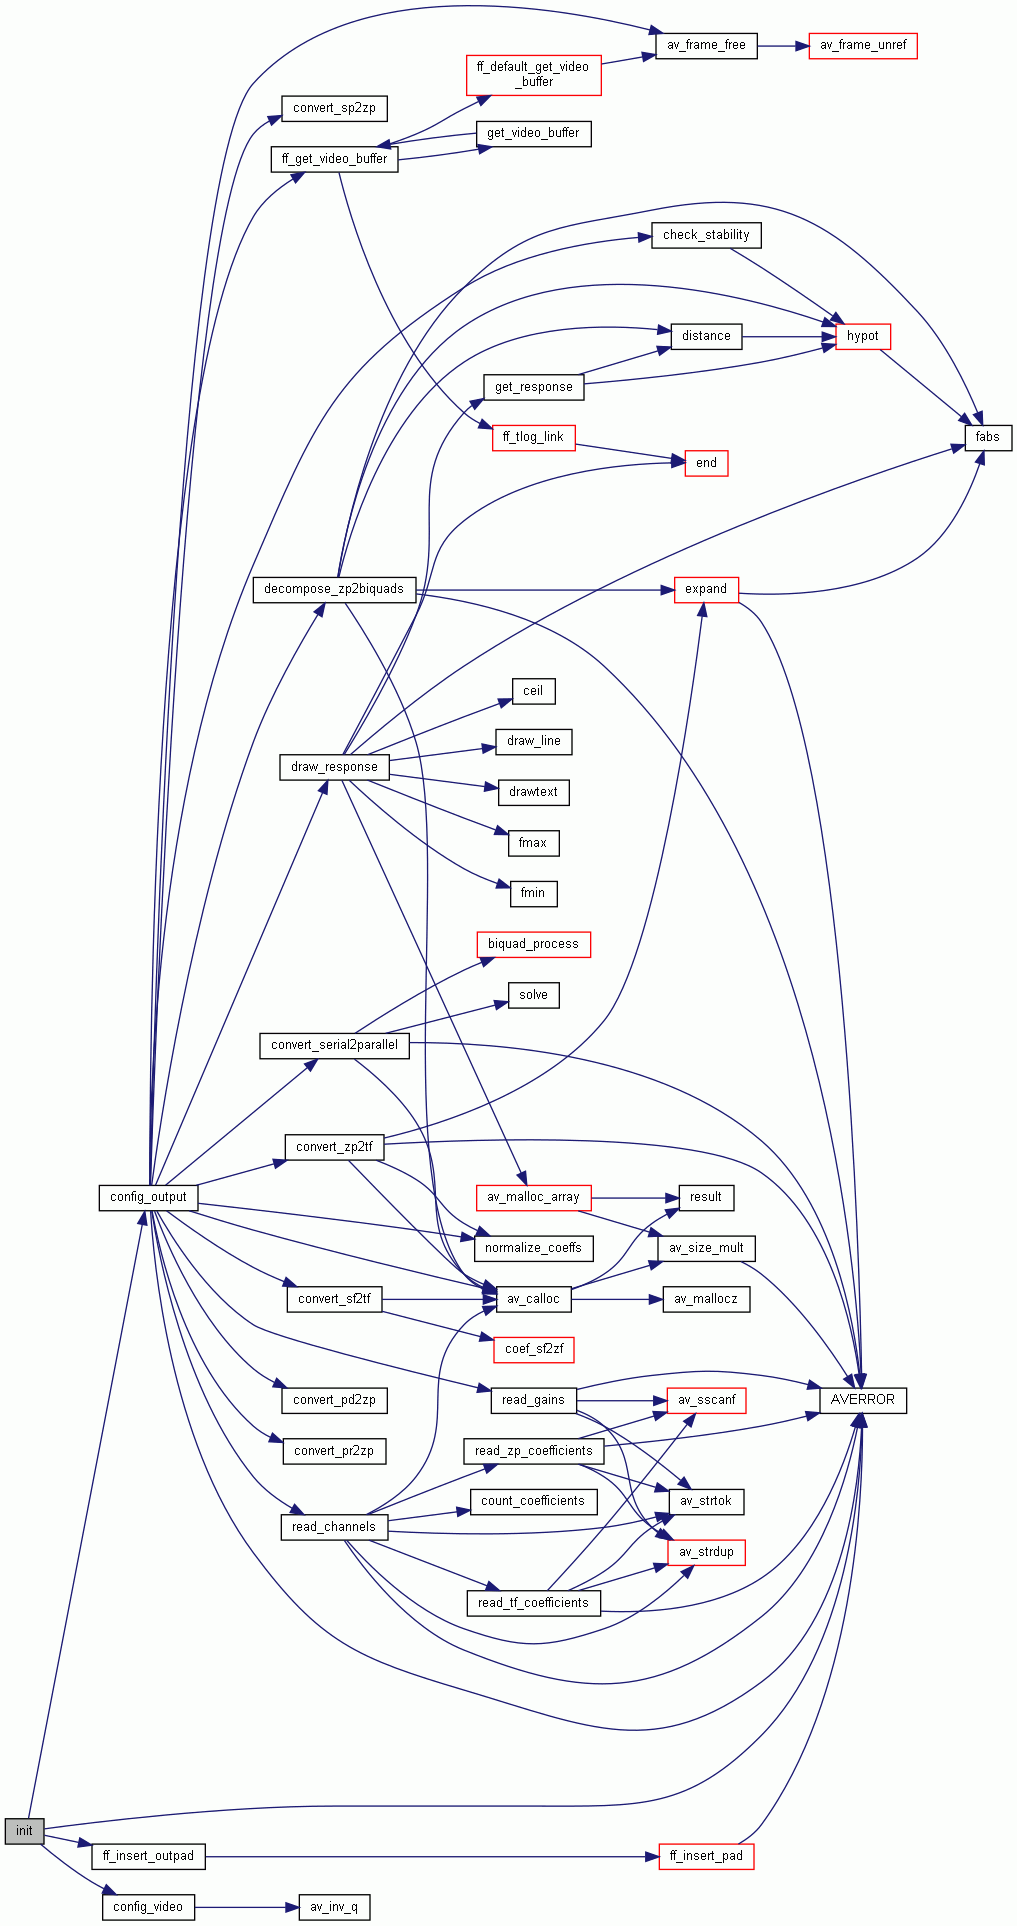 av_frame_free
av_frame_unref
ff_default_get_video
_buffer
convert_sp2zp
get_video_buffer
ff_get_video_buffer
check_stability
distance
hypot
get_response
ff_tlog_link
fabs
end
decompose_zp2biquads
expand
ceil
draw_line
draw_response
drawtext
fmax
fmin
biquad_process
solve
convert_serial2parallel
convert_zp2tf
config_output
av_malloc_array
result
normalize_coeffs
av_size_mult
convert_sf2tf
av_calloc
av_mallocz
coef_sf2zf
convert_pd2zp
read_gains
av_sscanf
AVERROR
convert_pr2zp
read_zp_coefficients
count_coefficients
av_strtok
read_channels
av_strdup
read_tf_coefficients
init
ff_insert_outpad
ff_insert_pad
config_video
av_inv_q